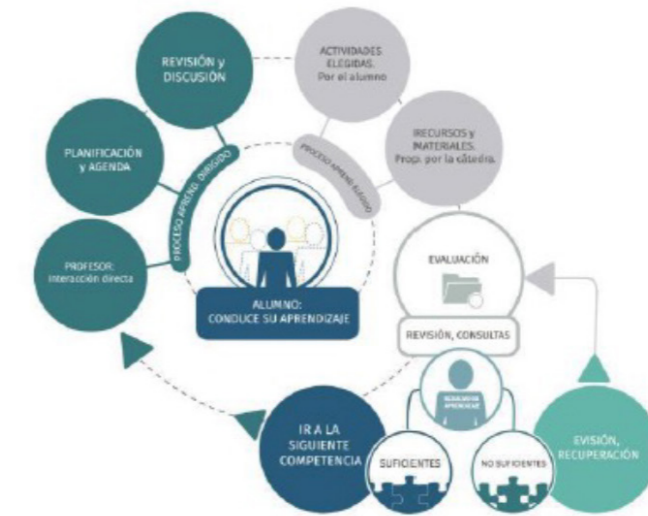 REVISIÓN y
DISCUSIÓN
ACTIVIDADES
ELEGIDAS.
Por el alumno
PLANIFICACIÓN
y AGENDA
PROCESO APREND. DIRIGIDO
PROCESO APREND. ELEGIDO
RECURSOS y
MATERIALES.
Prop. por la cátedra.
PROFESOR:
Interacción directa
ALUMNO:
CONDUCE SU APRENDIZAJE
EVALUACIÓN
REVISIÓN, CONSULTAS
APRENDIZAJE
IR A LA
SIGUIENTE
COMPETENCIA
SUFICIENTES
NO SUFICIENTES
EVISIÓN,
RECUPERACIÓN